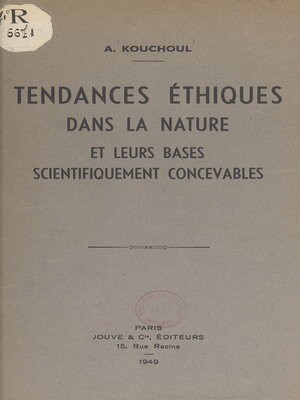 R
A. KOUCHOUL
TENDANCES ÉTHIQUES
DANS LA NATURE
ET LEURS BASES
SCIENTIFIQUEMENT CONCEVABLES
PARIS
JOUVE & Cie, ÉDITEURS
15, Rue Racine
1949